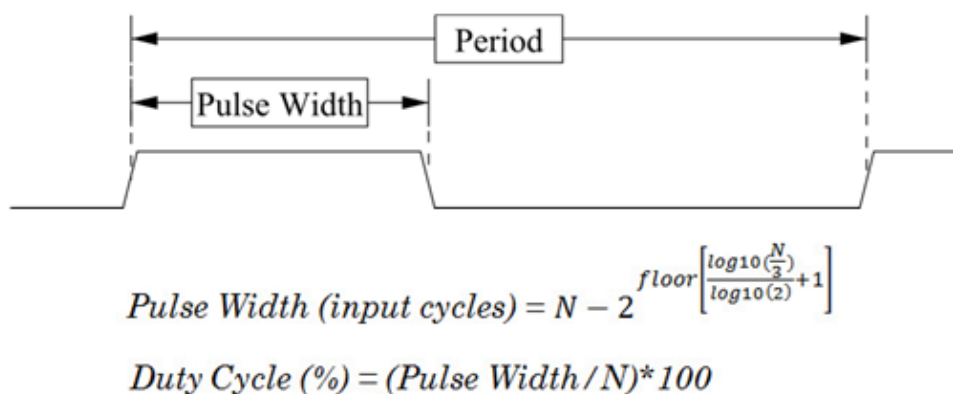 Period
Pulse Width
Pulse Width (input cycles) = N − 2^floor[log10(N/3)/log10(2)+1]
Duty Cycle (%) = (Pulse Width/N)*100